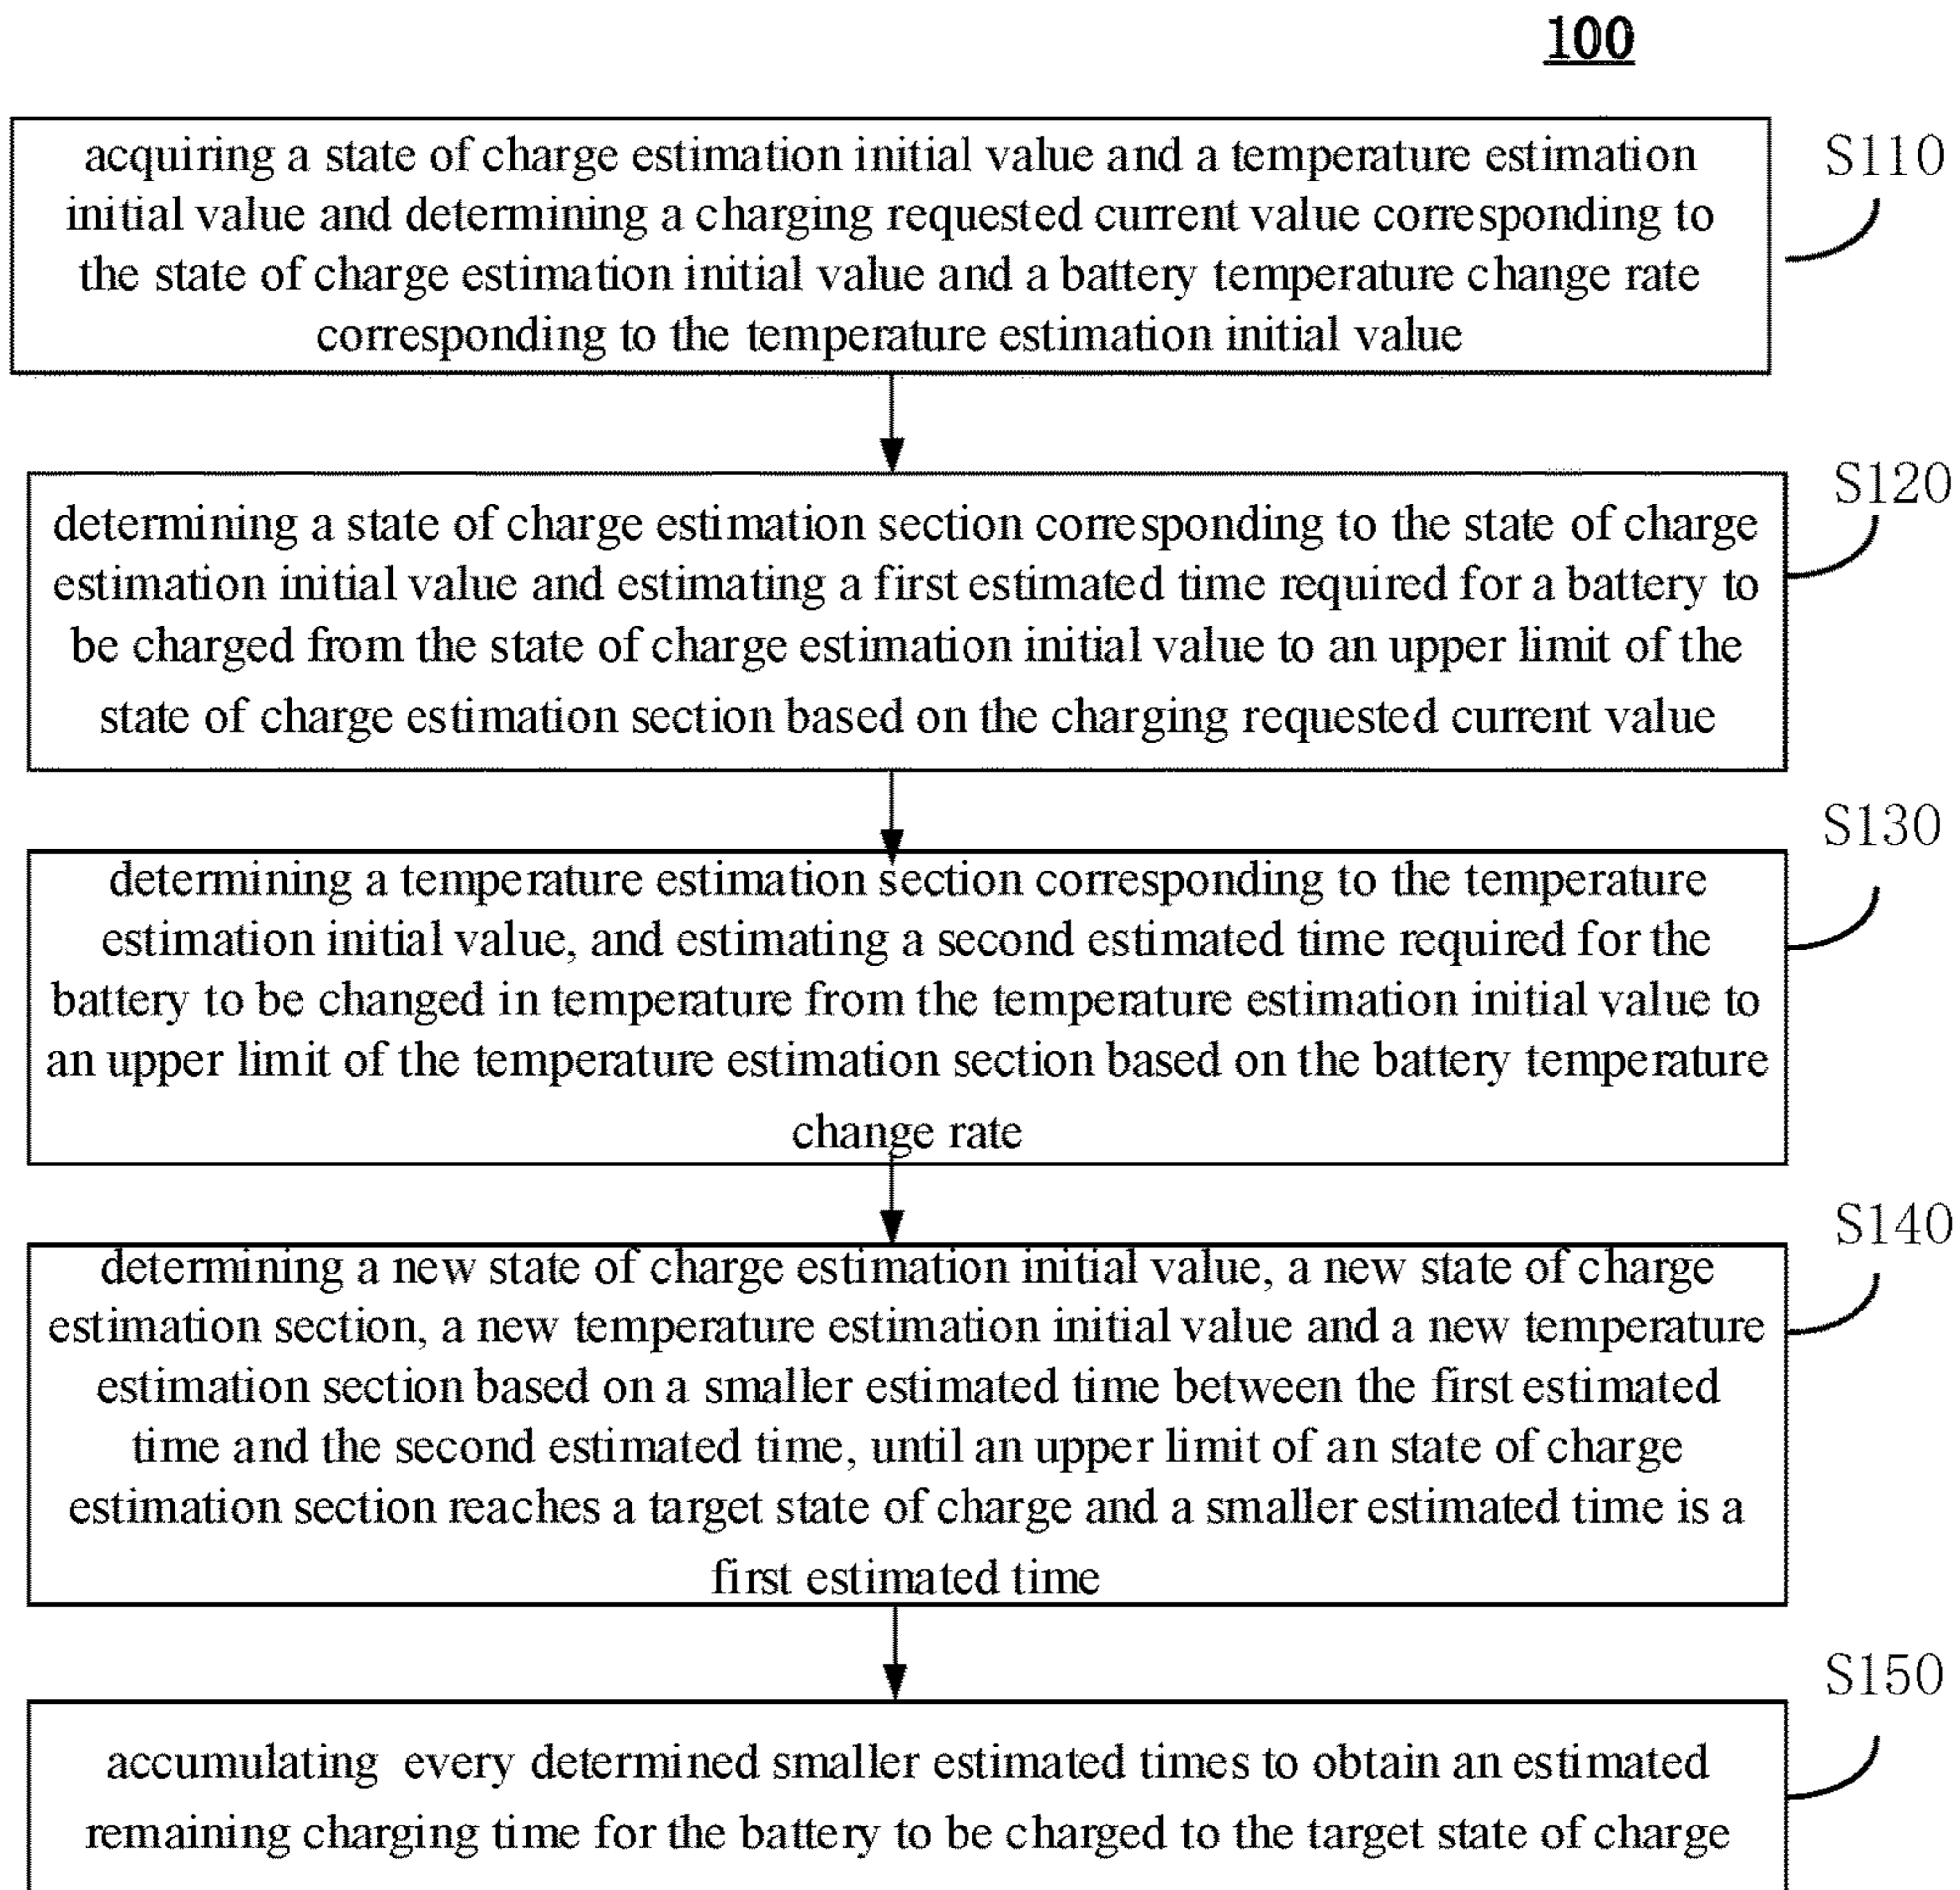 100
acquiring a state of charge estimation initial value and a temperature estimation
initial value and determining a charging requested current value corresponding to
the state of charge estimation initial value and a battery temperature change rate
corresponding to the temperature estimation initial value
S110
determining a state of charge estimation section corresponding to the state of charge
estimation initial value and estimating a first estimated time required for a battery to
be charged from the state of charge estimation initial value to an upper limit of the
state of charge estimation section based on the charging requested current value
S120
determining a temperature estimation section corresponding to the temperature
estimation initial value, and estimating a second estimated time required for the
battery to be changed in temperature from the temperature estimation initial value to
an upper limit of the temperature estimation section based on the battery temperature
change rate
S130
determining a new state of charge estimation initial value, a new state of charge
estimation section, a new temperature estimation initial value and a new temperature
estimation section based on a smaller estimated time between the first estimated
time and the second estimated time, until an upper limit of an state of charge
estimation section reaches a target state of charge and a smaller estimated time is a
first estimated time
S140
accumulating every determined smaller estimated times to obtain an estimated
remaining charging time for the battery to be charged to the target state of charge
S150